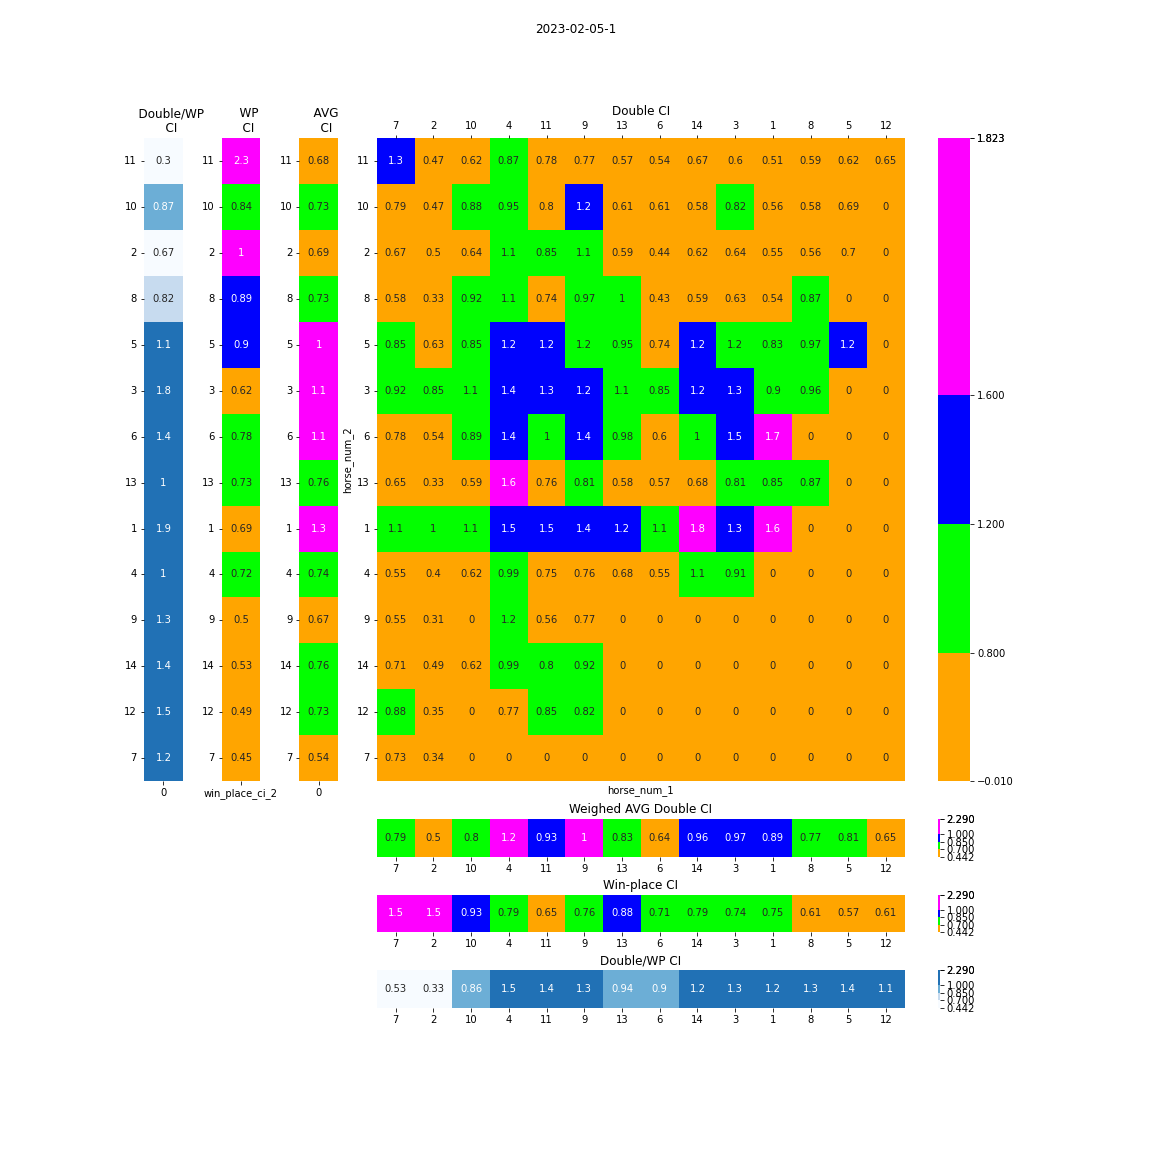 2023-02-05-1
Double/WP CI
WP CI
AVG CI
Double CI
7 2 10 4 11 9 13 6 14 3 1 8 5 12
11 0.3 11 2.3 11 0.68 11 1.3 0.47 0.62 0.87 0.78 0.77 0.57 0.54 0.67 0.6 0.51 0.59 0.62 0.65
10 0.87 10 0.84 10 0.73 10 0.79 0.47 0.88 0.95 0.8 1.2 0.61 0.61 0.58 0.82 0.56 0.58 0.69 0
2 0.67 2 1 2 0.69 2 0.67 0.5 0.64 1.1 0.85 1.1 0.59 0.44 0.62 0.64 0.55 0.56 0.7 0
8 0.82 8 0.89 8 0.73 8 0.58 0.33 0.92 1.1 0.74 0.97 1 0.43 0.59 0.63 0.54 0.87 0 0
5 1.1 5 0.9 5 1 5 0.85 0.63 0.85 1.2 1.2 1.2 0.95 0.74 1.2 1.2 0.83 0.97 1.2 0
3 1.8 3 0.62 3 1.1 3 0.92 0.85 1.1 1.4 1.3 1.2 1.1 0.85 1.2 1.3 0.9 0.96 0 0
6 1.4 6 0.78 6 1.1 6 0.78 0.54 0.89 1.4 1 1.4 0.98 0.6 1 1.5 1.7 0 0 0
13 1 13 0.73 13 0.76 13 0.65 0.33 0.59 1.6 0.76 0.81 0.58 0.57 0.68 0.81 0.85 0.87 0 0
1 1.9 1 0.69 1 1.3 1 1.1 1 1.1 1.5 1.5 1.4 1.2 1.1 1.8 1.3 1.6 0 0 0
4 1 4 0.72 4 0.74 4 0.55 0.4 0.62 0.99 0.75 0.76 0.68 0.55 1.1 0.91 0 0 0 0
9 1.3 9 0.5 9 0.67 9 0.55 0.31 0 1.2 0.56 0.77 0 0 0 0 0 0 0 0
14 1.4 14 0.53 14 0.76 14 0.71 0.49 0.62 0.99 0.8 0.92 0 0 0 0 0 0 0 0
12 1.5 12 0.49 12 0.73 12 0.88 0.35 0 0.77 0.85 0.82 0 0 0 0 0 0 0 0
7 1.2 7 0.45 7 0.54 7 0.73 0.34 0 0 0 0 0 0 0 0 0 0 0 0
horse_num_2
0 win_place_ci_2 0 horse_num_1
1.823
1.600
1.200
0.800
−0.010
Weighed AVG Double CI
0.79 0.5 0.8 1.2 0.93 1 0.83 0.64 0.96 0.97 0.89 0.77 0.81 0.65
7 2 10 4 11 9 13 6 14 3 1 8 5 12
2.290
1.000
0.850
0.700
0.442
Win-place CI
1.5 1.5 0.93 0.79 0.65 0.76 0.88 0.71 0.79 0.74 0.75 0.61 0.57 0.61
7 2 10 4 11 9 13 6 14 3 1 8 5 12
2.290
1.000
0.850
0.700
0.442
Double/WP CI
0.53 0.33 0.86 1.5 1.4 1.3 0.94 0.9 1.2 1.3 1.2 1.3 1.4 1.1
7 2 10 4 11 9 13 6 14 3 1 8 5 12
2.290
1.000
0.850
0.700
0.442